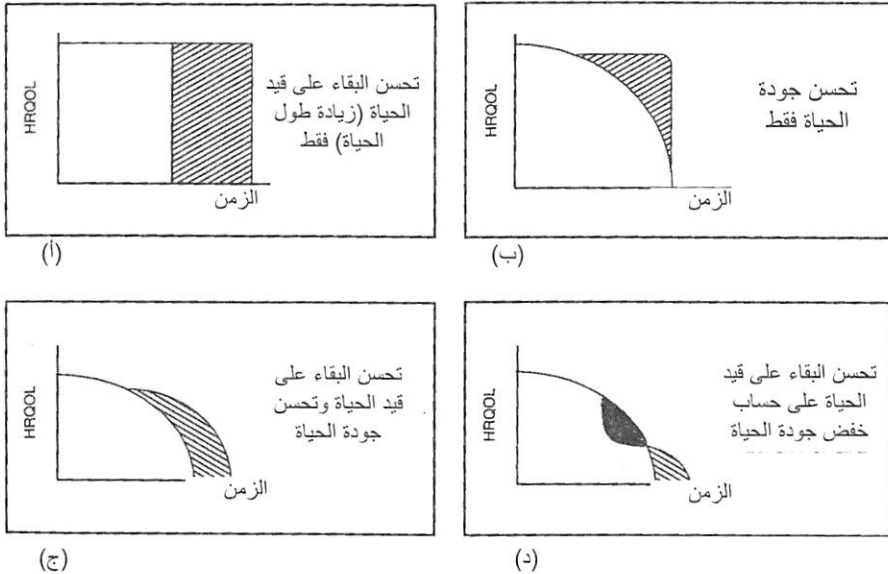 HRQOL
تحسن البقاء على قيد
الحياة (زيادة طول
الحياة) فقط
الزمن
(أ)
HRQOL
تحسن جودة
الحياة فقط
الزمن
(ب)
HRQOL
تحسن البقاء على
قيد الحياة وتحسن
جودة الحياة
الزمن
(ج)
HRQOL
تحسن البقاء على قيد
الحياة على حساب
خفض جودة الحياة
الزمن
(د)